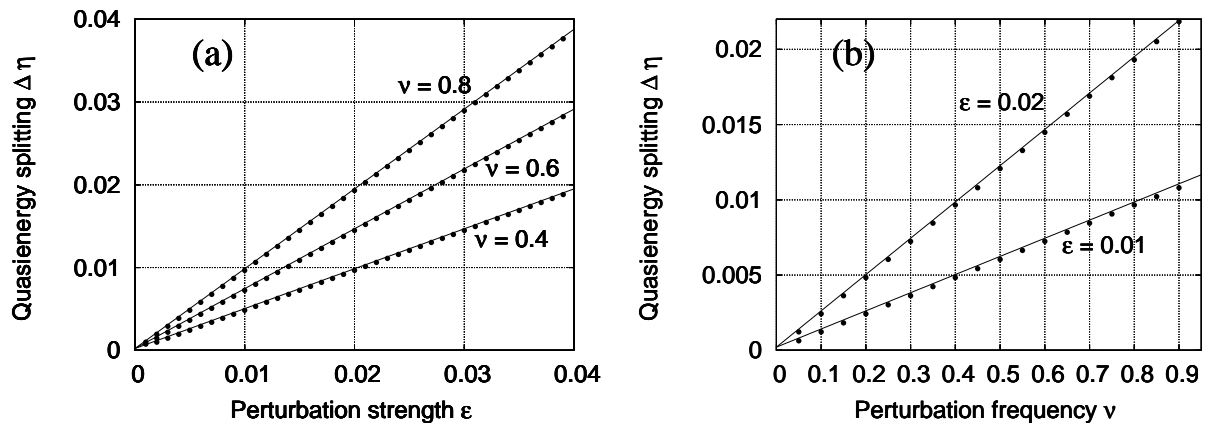 (a)
Quasienergy splitting Δ η
0.04
0.03
0.02
0.01
0
ν = 0.8
ν = 0.6
ν = 0.4
0 0.01 0.02 0.03 0.04
Perturbation strength ε
(b)
Quasienergy splitting Δ η
0.02
0.015
0.01
0.005
0
ε = 0.02
ε = 0.01
0 0.1 0.2 0.3 0.4 0.5 0.6 0.7 0.8 0.9
Perturbation frequency ν